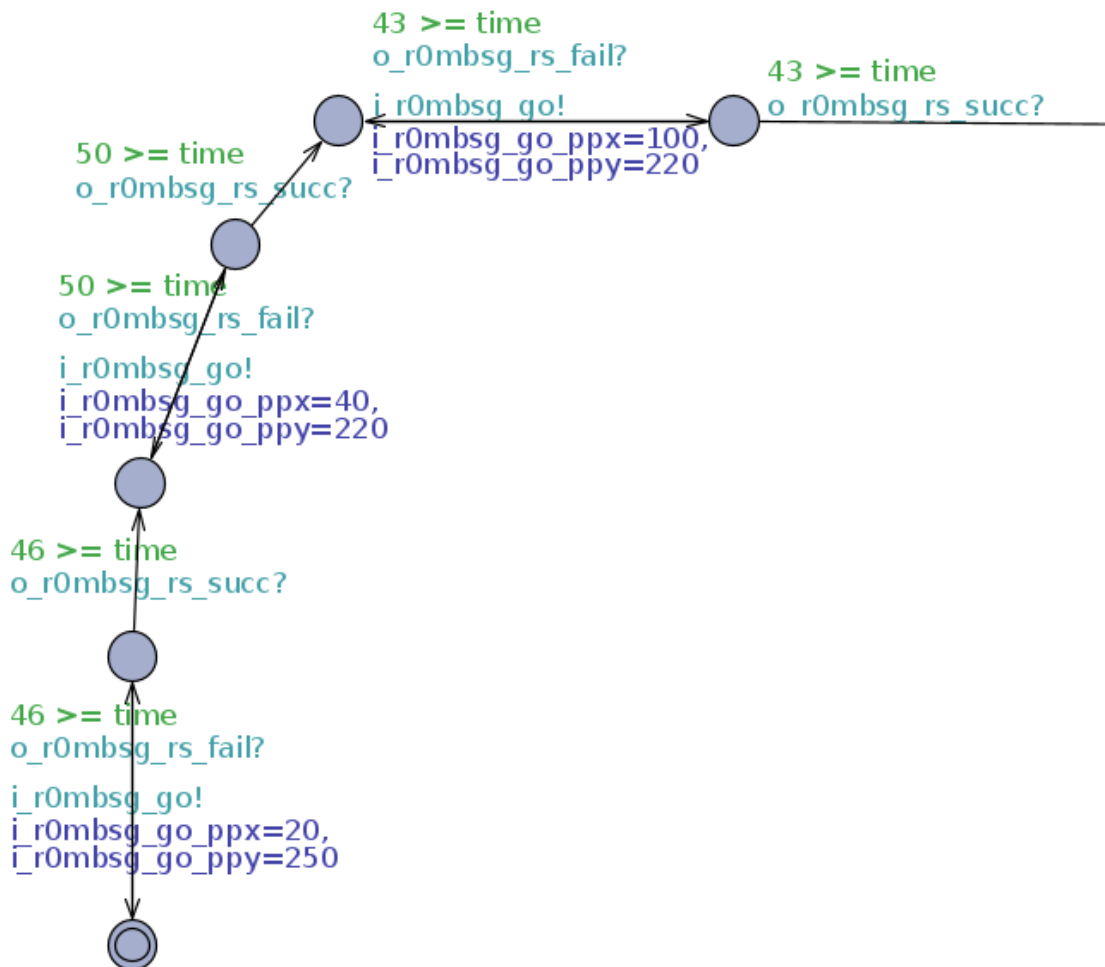 43 >= time
o_r0mbsg_rs_fail?
i_r0mbsg_go!
i_r0mbsg_go_ppx=100,
i_r0mbsg_go_ppy=220
43 >= time
o_r0mbsg_rs_succ?
50 >= time
o_r0mbsg_rs_succ?
50 >= time
o_r0mbsg_rs_fail?
i_r0mbsg_go!
i_r0mbsg_go_ppx=40,
i_r0mbsg_go_ppy=220
46 >= time
o_r0mbsg_rs_succ?
46 >= time
o_r0mbsg_rs_fail?
i_r0mbsg_go!
i_r0mbsg_go_ppx=20,
i_r0mbsg_go_ppy=250